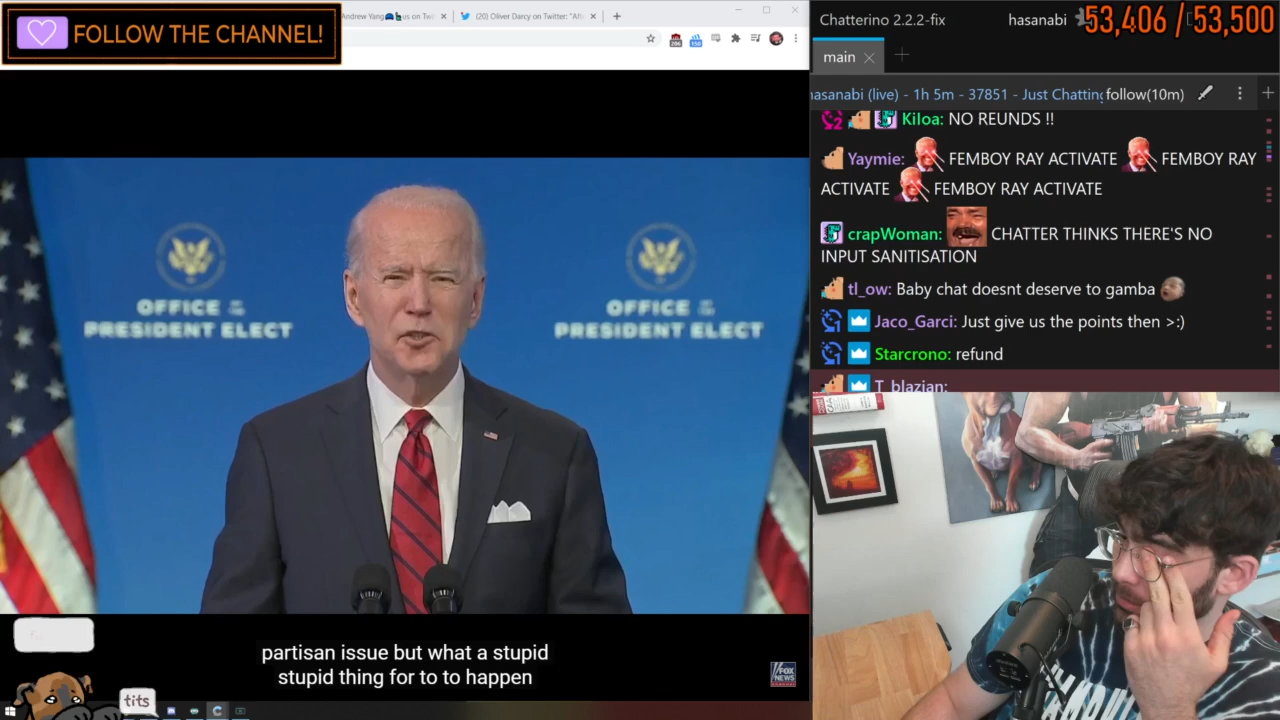 FOLLOW THE CHANNEL!
Andrew Yang us on Twi
(20) Oliver Darcy on Twitter: "Aft
Chatterino 2.2.2-fix
hasanabi
53,406 / 53,500
main
hasanabi (live) - 1h 5m - 37851 - Just Chatting
follow(10m)
Kiloa: NO REUNDS !!
Yaymie: FEMBOY RAY ACTIVATE FEMBOY RAY
ACTIVATE FEMBOY RAY ACTIVATE
crapWoman: CHATTER THINKS THERE'S NO
INPUT SANITISATION
tl_ow: Baby chat doesnt deserve to gamba
Jaco_Garci: Just give us the points then >:)
Starcrono: refund
T_blazian:
OFFICE OF THE
PRESIDENT ELECT
OFFICE OF THE
PRESIDENT ELECT
partisan issue but what a stupid
stupid thing for to to happen
FOX
NEWS
tits